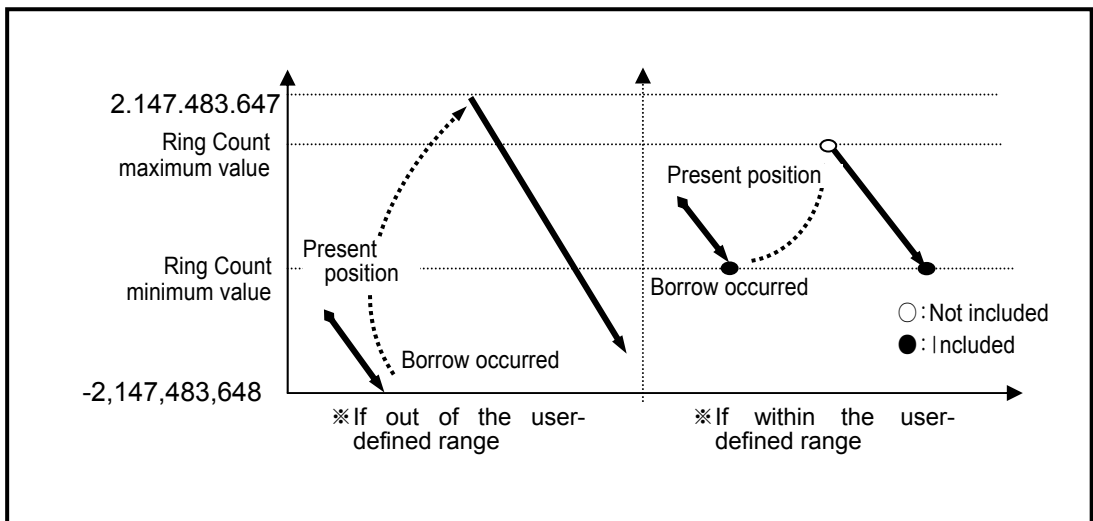 2.147.483.647
Ring Count
maximum value
Present position
Present
position
Ring Count
minimum value
Borrow occurred
○:Not included
●:Included
Borrow occurred
-2,147,483,648
※If out of the user-
defined range
※If within the user-
defined range